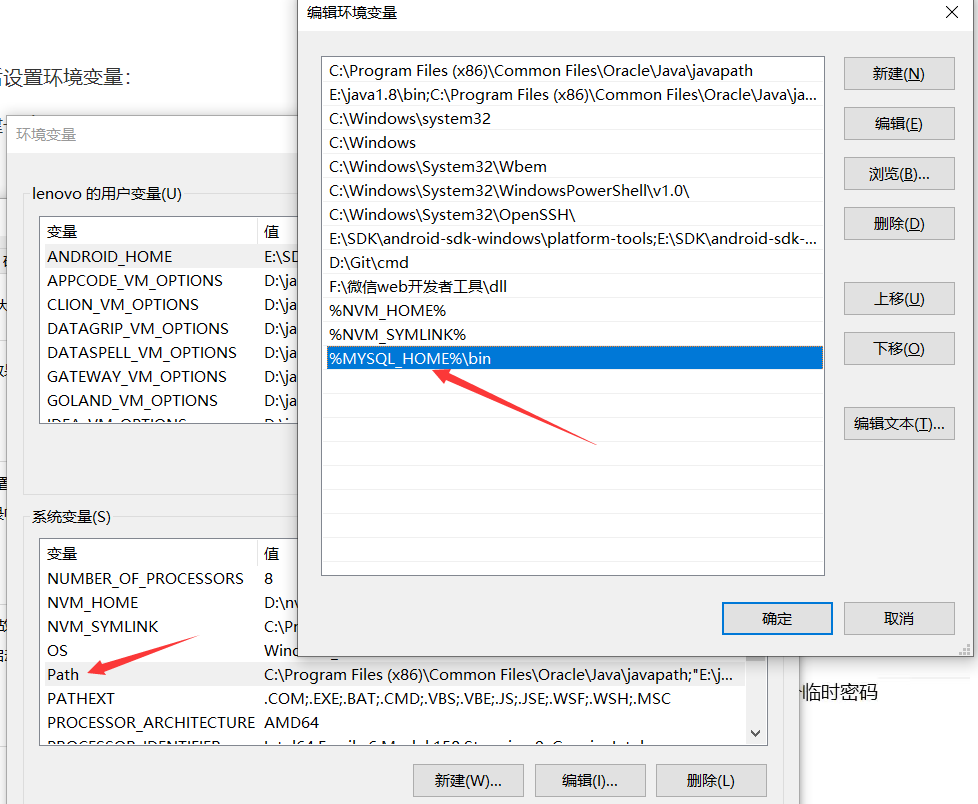 编辑环境变量
C:\Program Files (x86)\Common Files\Oracle\Java\javapath
E:\java1.8\bin;C:\Program Files (x86)\Common Files\Oracle\Java\ja...
C:\Windows\system32
C:\Windows
C:\Windows\System32\Wbem
C:\Windows\System32\WindowsPowerShell\v1.0\
C:\Windows\System32\OpenSSH\
E:\SDK\android-sdk-windows\platform-tools;E:\SDK\android-sdk-...
D:\Git\cmd
F:\微信web开发者工具\dll
%NVM_HOME%
%NVM_SYMLINK%
%MYSQL_HOME%\bin
新建(N)
编辑(E)
浏览(B)...
删除(D)
上移(U)
下移(O)
编辑文本(T)...
确定
取消
设置环境变量：
环境变量
lenovo 的用户变量(U)
变量 值
ANDROID_HOME E:\SD
APPCODE_VM_OPTIONS D:\ja
CLION_VM_OPTIONS D:\ja
DATAGRIP_VM_OPTIONS D:\ja
DATASPELL_VM_OPTIONS D:\ja
GATEWAY_VM_OPTIONS D:\ja
GOLAND_VM_OPTIONS D:\ja
系统变量(S)
变量 值
NUMBER_OF_PROCESSORS 8
NVM_HOME D:\nv
NVM_SYMLINK C:\Pr
OS Wind
Path C:\Program Files (x86)\Common Files\Oracle\Java\javapath;"E:\j...
PATHEXT .COM;.EXE;.BAT;.CMD;.VBS;.VBE;.JS;.JSE;.WSF;.WSH;.MSC
PROCESSOR_ARCHITECTURE AMD64
新建(W)...
编辑(I)...
删除(L)
临时密码